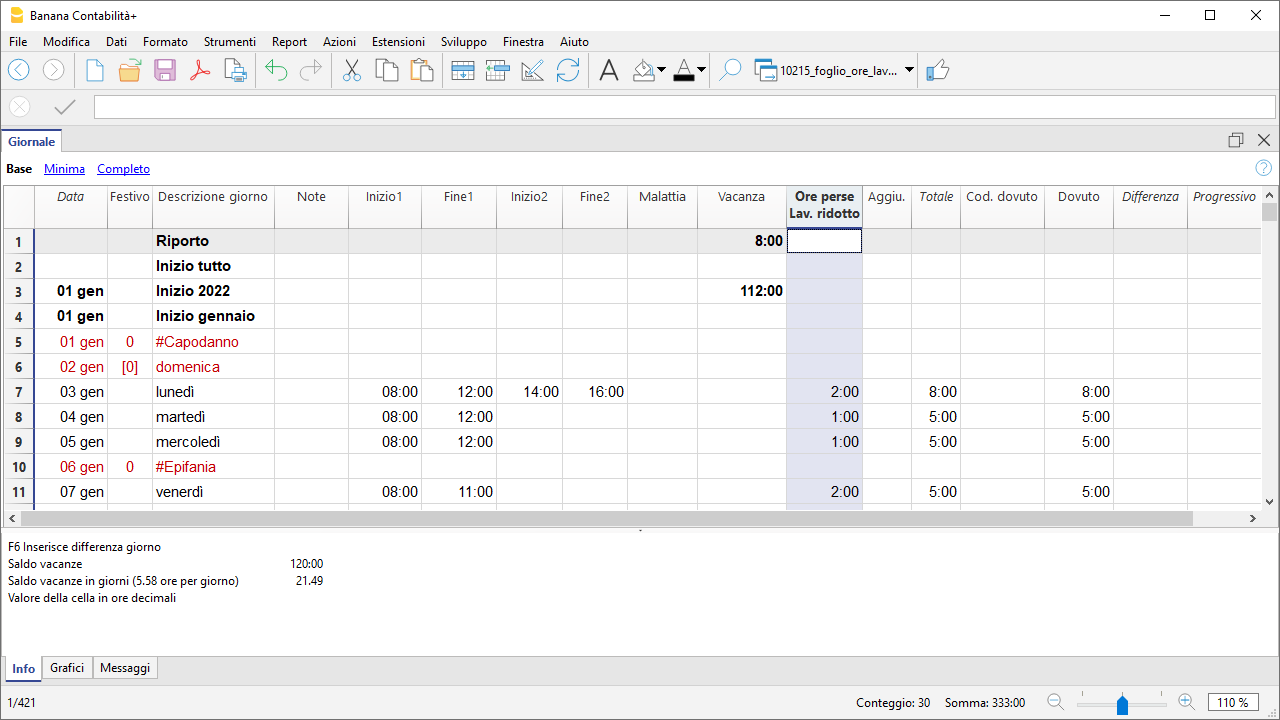 Banana Contabilità+
File Modifica Dati Formato Strumenti Report Azioni Estensioni Sviluppo Finestra Aiuto
10215_foglio_ore_lav...
Giornale
Base Minima Completo
Data Festivo Descrizione giorno Note Inizio1 Fine1 Inizio2 Fine2 Malattia Vacanza Ore perse Lav. ridotto Aggiu. Totale Cod. dovuto Dovuto Differenza Progressivo
1 Riporto 8:00
2 Inizio tutto
3 01 gen Inizio 2022 112:00
4 01 gen Inizio gennaio
5 01 gen 0 #Capodanno
6 02 gen [0] domenica
7 03 gen lunedì 08:00 12:00 14:00 16:00 2:00 8:00 8:00
8 04 gen martedì 08:00 12:00 1:00 5:00 5:00
9 05 gen mercoledì 08:00 12:00 1:00 5:00 5:00
10 06 gen 0 #Epifania
11 07 gen venerdì 08:00 11:00 2:00 5:00 5:00
F6 Inserisce differenza giorno
Saldo vacanze 120:00
Saldo vacanze in giorni (5.58 ore per giorno) 21.49
Valore della cella in ore decimali
Info Grafici Messaggi
1/421 Conteggio: 30 Somma: 333:00 110 %